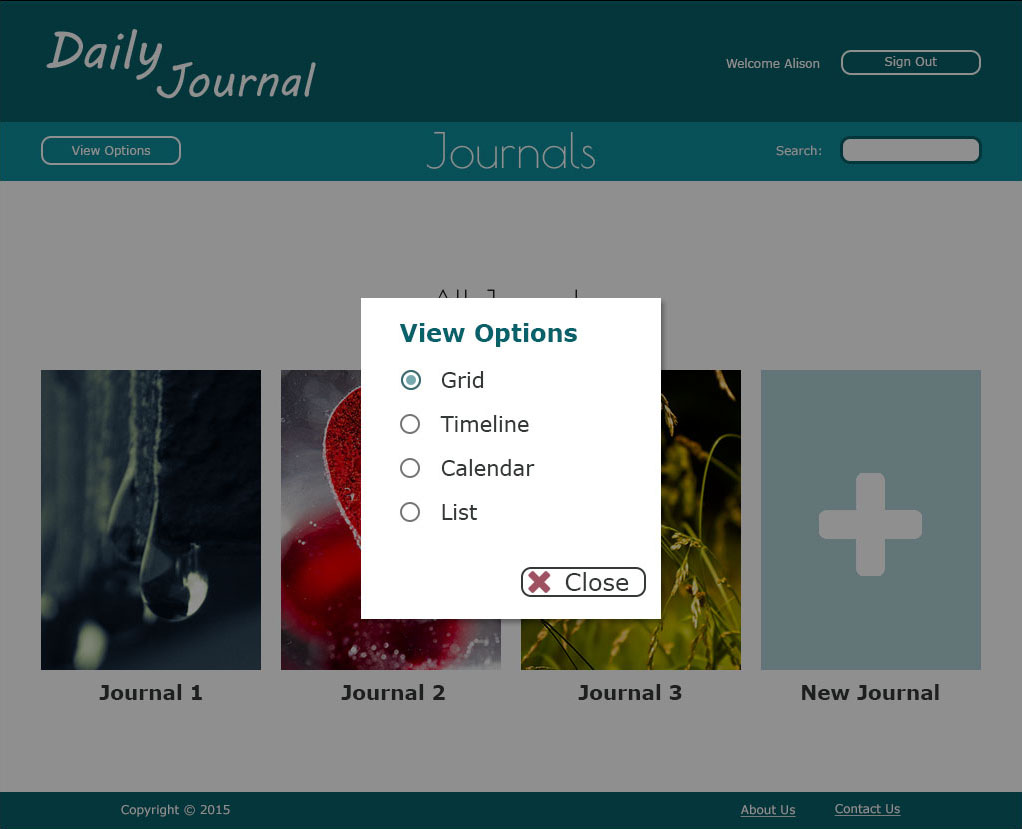 Daily
Journal
Welcome Alison
Sign Out
View Options
Journals
Search:
View Options
Grid
Timeline
Calendar
List
Close
Journal 1
Journal 2
Journal 3
New Journal
Copyright © 2015
About Us
Contact Us